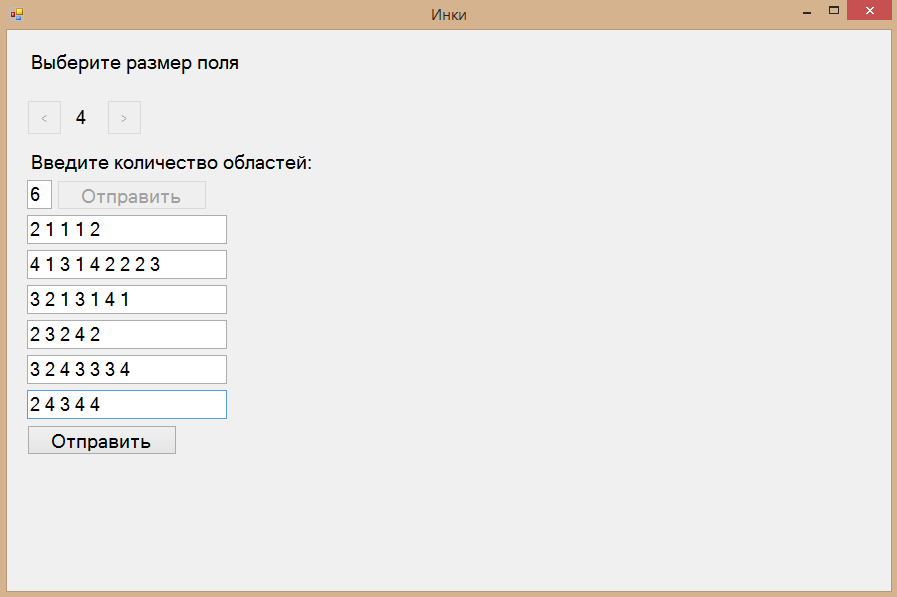 Инки
Выберите размер поля
< 4 >
Введите количество областей:
6 Отправить
2 1 1 1 2
4 1 3 1 4 2 2 2 3
3 2 1 3 1 4 1
2 3 2 4 2
3 2 4 3 3 3 4
2 4 3 4 4
Отправить